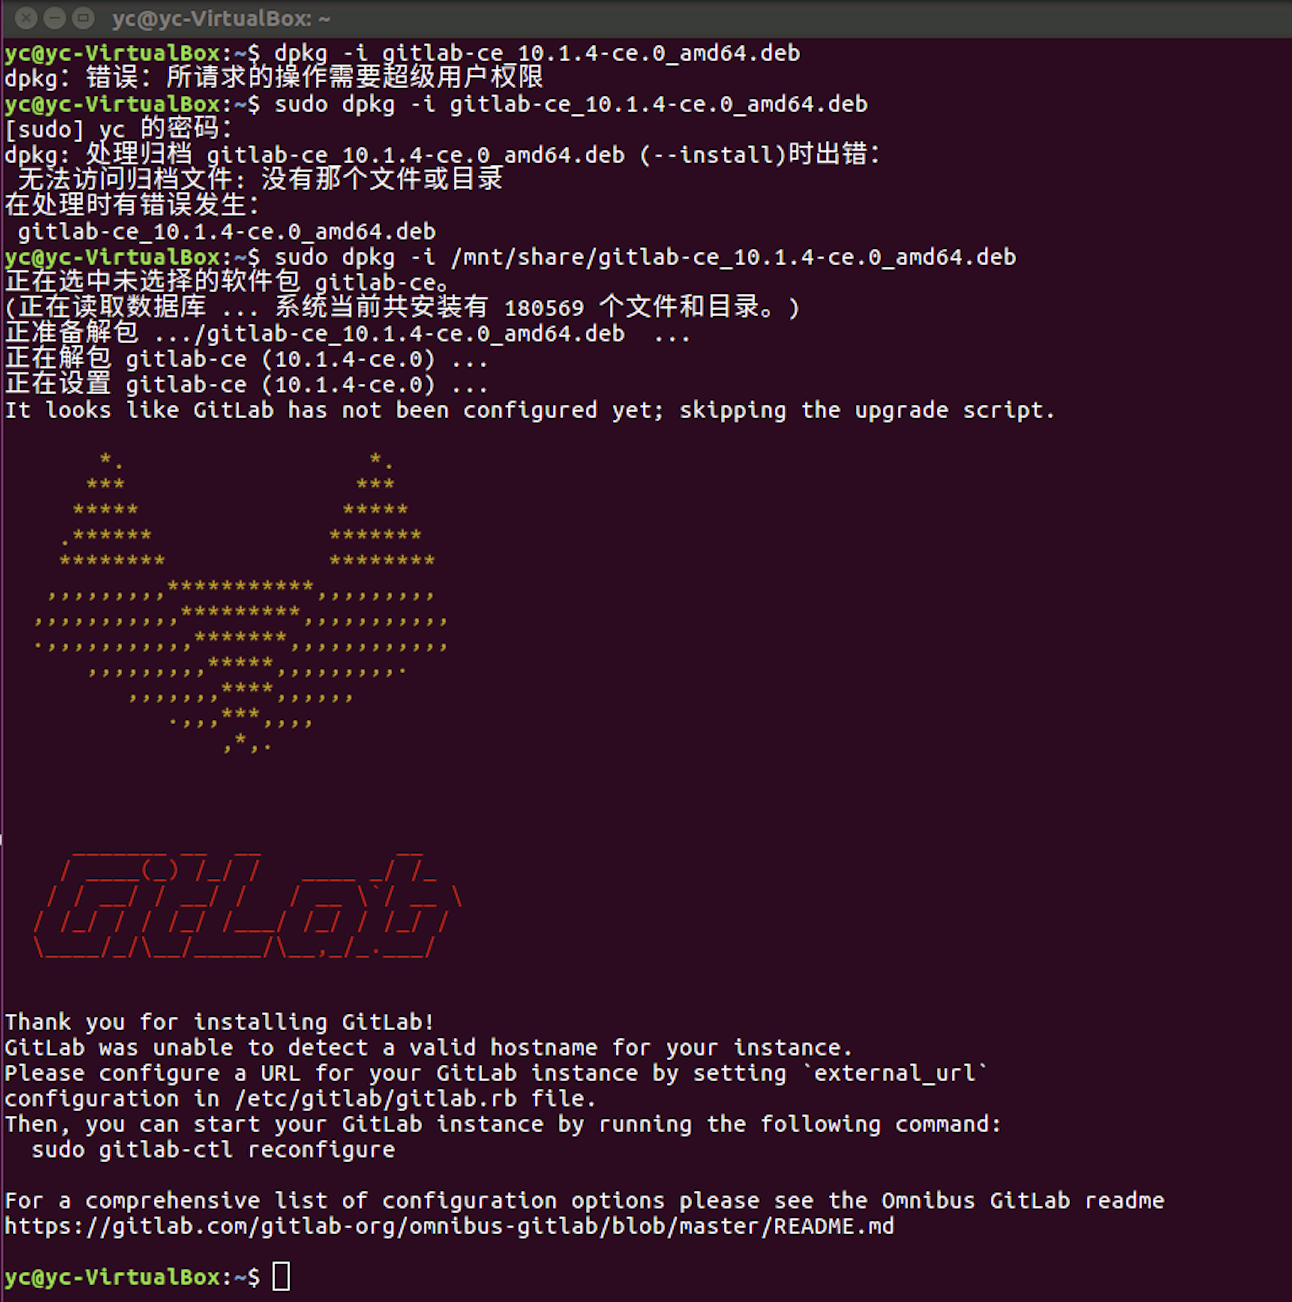 yc@yc-VirtualBox: ~
yc@yc-VirtualBox:~$ dpkg -i gitlab-ce_10.1.4-ce.0_amd64.deb
dpkg: 错误: 所请求的操作需要超级用户权限
yc@yc-VirtualBox:~$ sudo dpkg -i gitlab-ce_10.1.4-ce.0_amd64.deb
[sudo] yc 的密码:
dpkg: 处理归档 gitlab-ce_10.1.4-ce.0_amd64.deb (--install)时出错:
 无法访问归档文件: 没有那个文件或目录
在处理时有错误发生:
 gitlab-ce_10.1.4-ce.0_amd64.deb
yc@yc-VirtualBox:~$ sudo dpkg -i /mnt/share/gitlab-ce_10.1.4-ce.0_amd64.deb
正在选中未选择的软件包 gitlab-ce。
(正在读取数据库 ... 系统当前共安装有 180569 个文件和目录。)
正准备解包 .../gitlab-ce_10.1.4-ce.0_amd64.deb  ...
正在解包 gitlab-ce (10.1.4-ce.0) ...
正在设置 gitlab-ce (10.1.4-ce.0) ...
It looks like GitLab has not been configured yet; skipping the upgrade script.
GitLab
Thank you for installing GitLab!
GitLab was unable to detect a valid hostname for your instance.
Please configure a URL for your GitLab instance by setting `external_url`
configuration in /etc/gitlab/gitlab.rb file.
Then, you can start your GitLab instance by running the following command:
  sudo gitlab-ctl reconfigure
For a comprehensive list of configuration options please see the Omnibus GitLab readme
https://gitlab.com/gitlab-org/omnibus-gitlab/blob/master/README.md
yc@yc-VirtualBox:~$